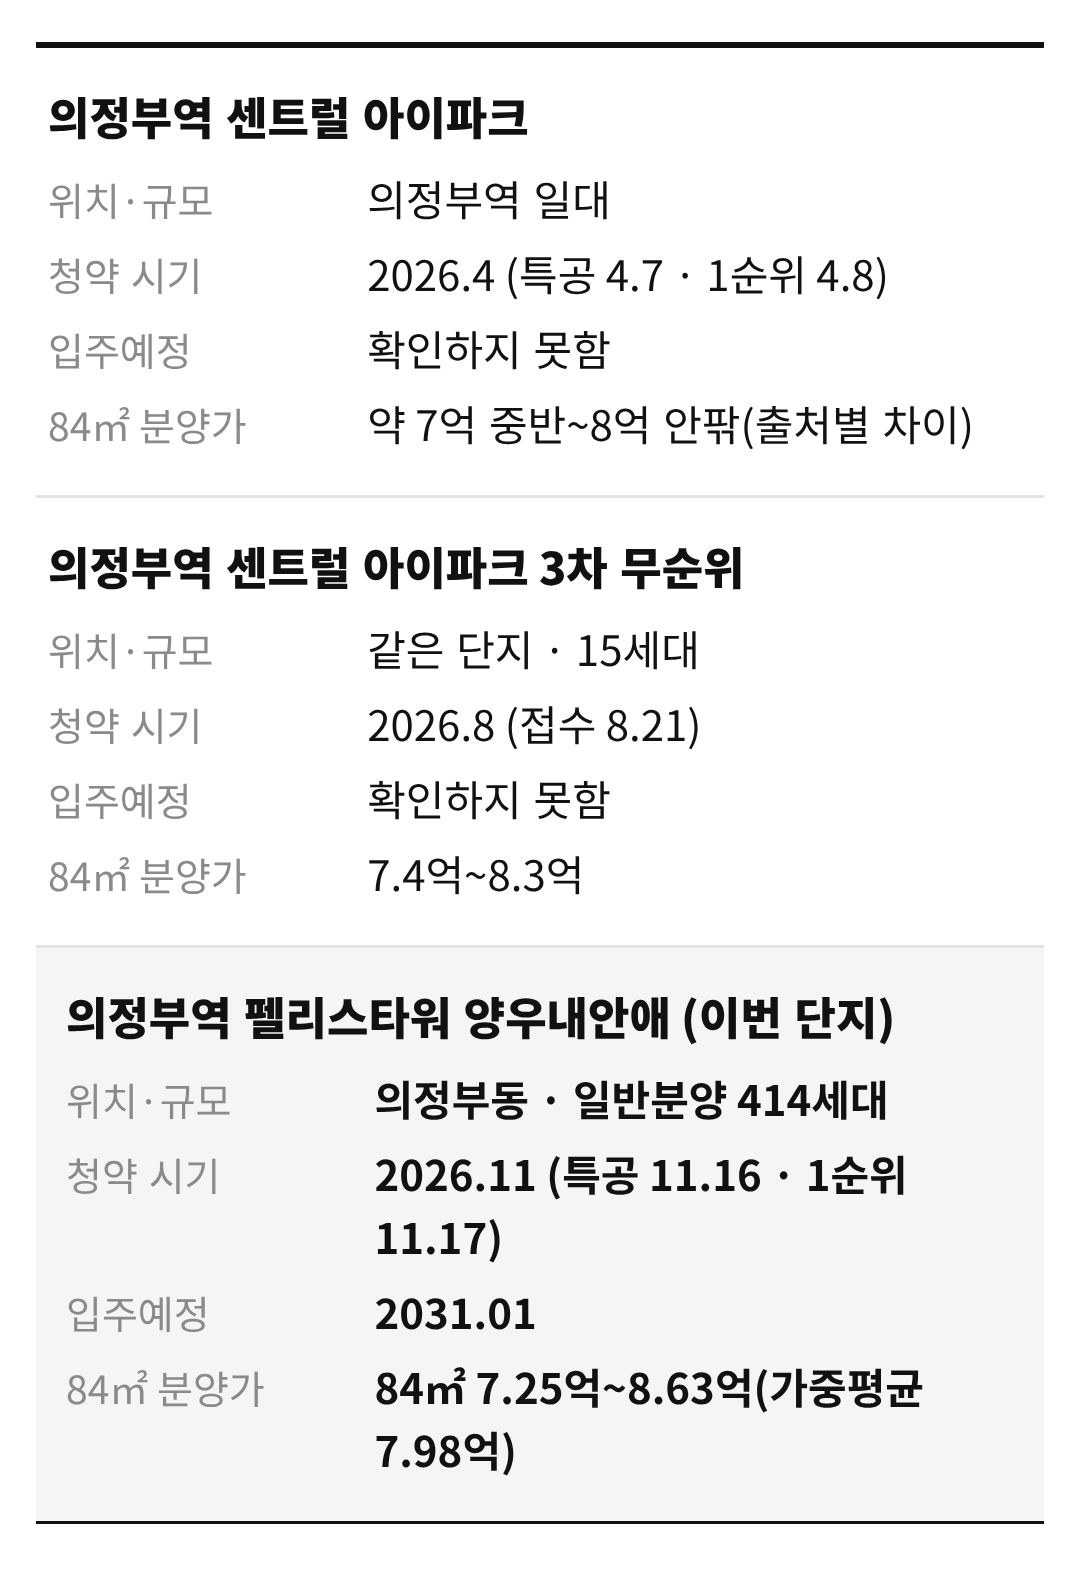 의정부역 센트럴 아이파크
위치·규모 의정부역 일대
청약 시기 2026.4 (특공 4.7 · 1순위 4.8)
입주예정 확인하지 못함
84㎡ 분양가 약 7억 중반~8억 안팎(출처별 차이)
의정부역 센트럴 아이파크 3차 무순위
위치·규모 같은 단지 · 15세대
청약 시기 2026.8 (접수 8.21)
입주예정 확인하지 못함
84㎡ 분양가 7.4억~8.3억
의정부역 펠리스타워 양우내안애 (이번 단지)
위치·규모 의정부동 · 일반분양 414세대
청약 시기 2026.11 (특공 11.16 · 1순위
11.17)
입주예정 2031.01
84㎡ 분양가 84㎡ 7.25억~8.63억(가중평균
7.98억)